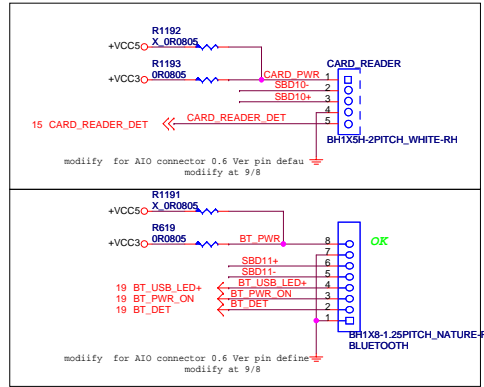 R1192
X_0R0805
+VCC5
R1193
0R0805
+VCC3
CARD_READER
CARD_PWR 1
SBD10- 2
SBD10+ 3
4
15 CARD_READER_DET CARD_READER_DET 5
BH1X5H-2PITCH_WHITE-RH
modiify for AIO connector 0.6 Ver pin defau
modiify at 9/8
R1191
X_0R0805
+VCC5
R619
0R0805
+VCC3
BT_PWR 8 OK
7
SBD11+ 6
SBD11- 5
19 BT_USB_LED+ BT_USB_LED+ 4
19 BT_PWR_ON BT_PWR_ON 3
19 BT_DET BT_DET 2
1
BH1X8-1.25PITCH_NATURE-
BLUETOOTH
modiify for AIO connector 0.6 Ver pin define
modiify at 9/8